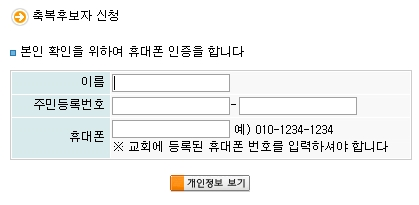 축복후보자 신청
본인 확인을 위하여 휴대폰 인증을 합니다
이름
주민등록번호 -
휴대폰 예) 010-1234-1234
※ 교회에 등록된 휴대폰 번호를 입력하셔야 합니다
개인정보 보기